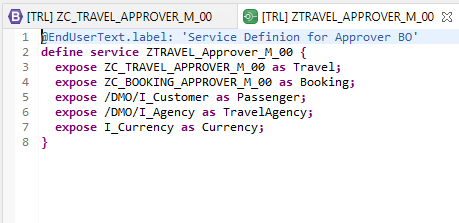 [TRL] ZC_TRAVEL_APPROVER_M_00
[TRL] ZTRAVEL_APPROVER_M_00
1 @EndUserText.label: 'Service Definion for Approver BO'
2 define service ZTRAVEL_Approver_M_00 {
3 expose ZC_TRAVEL_APPROVER_M_00 as Travel;
4 expose ZC_BOOKING_APPROVER_M_00 as Booking;
5 expose /DMO/I_Customer as Passenger;
6 expose /DMO/I_Agency as TravelAgency;
7 expose I_Currency as Currency;
8 }